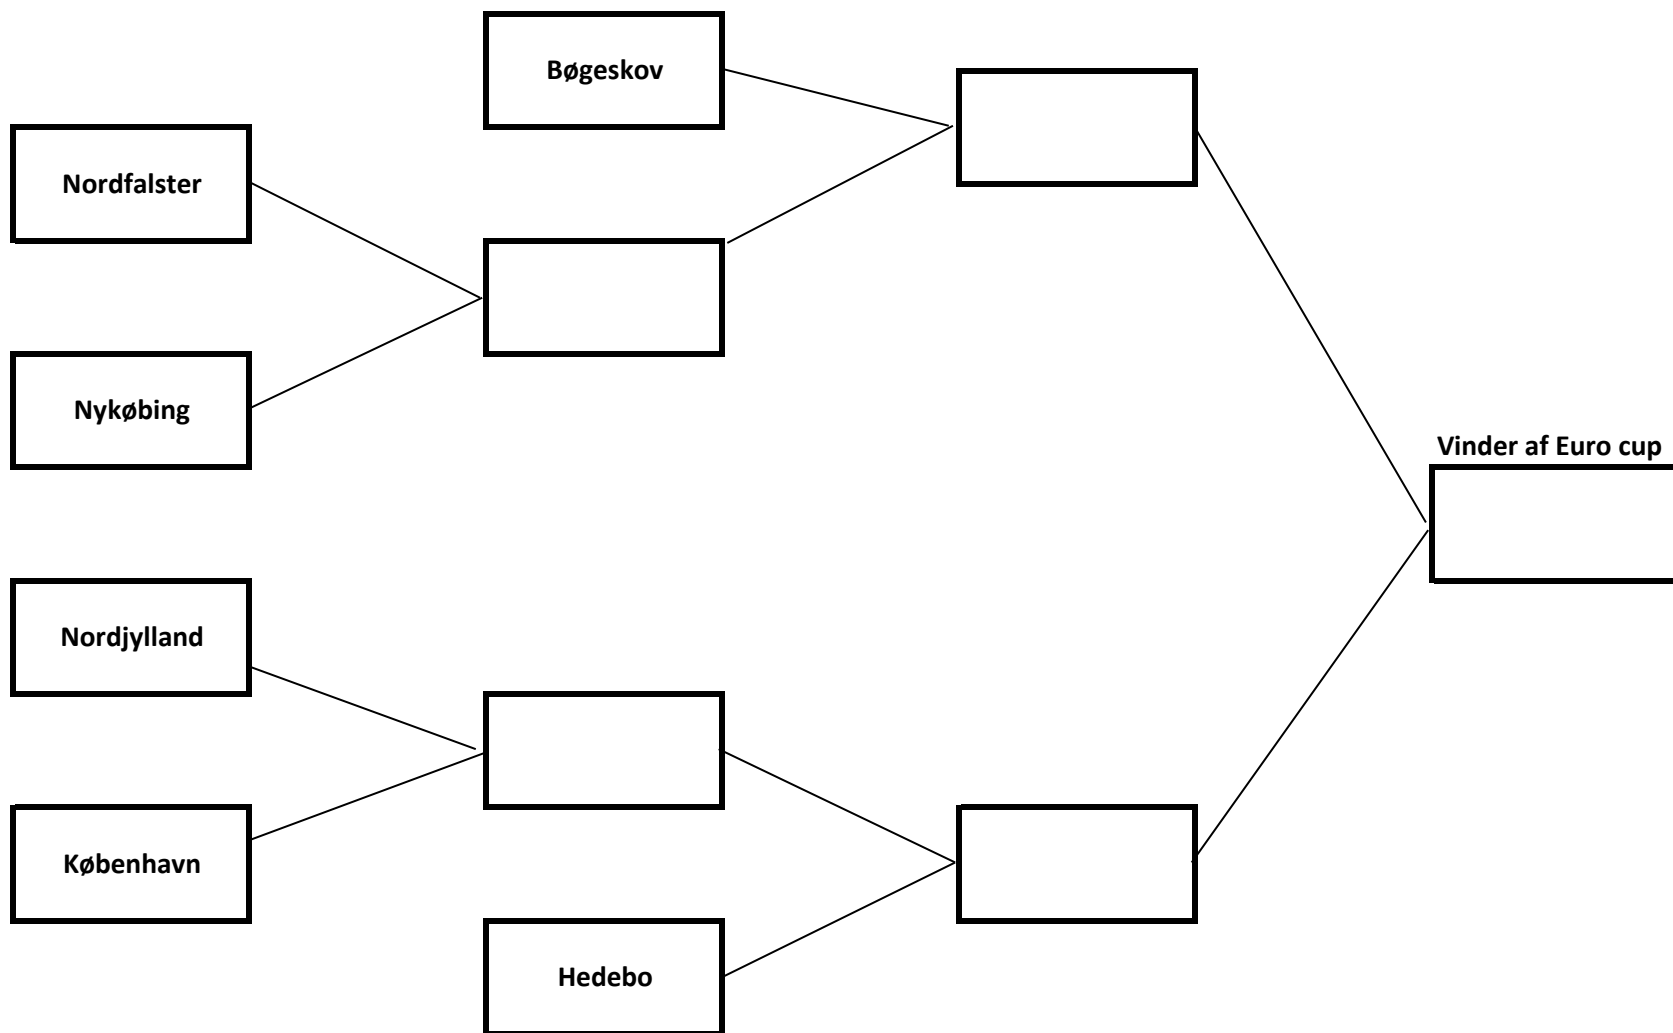 Bøgeskov
Nordfalster
Nykøbing
Vinder af Euro cup
Nordjylland
København
Hedebo